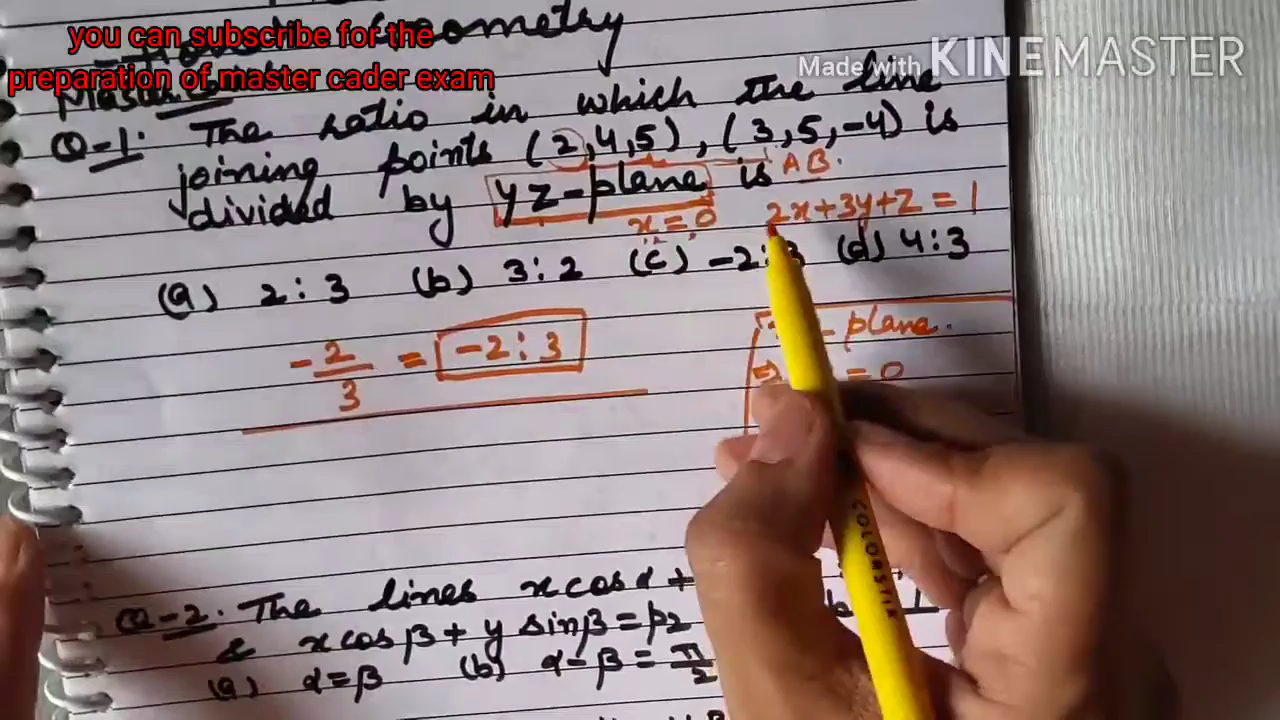 you can subscribe for the
preparation of master cader exam
Made with KINEMASTER
Geometry
Q-1. The ratio in which the line
joining points (2,4,5), (3,5,-4) is
divided by yz-plane is AB.
x=0 2x+3y+z=1
(a) 2:3 (b) 3:2 (c) -2:3 (d) 4:3
-2/3 = -2:3
plane.
⇒ =0
Q-2. The lines x cos α +
& x cos β + y sin β = p2
(a) α=β (b) α-β = π/2